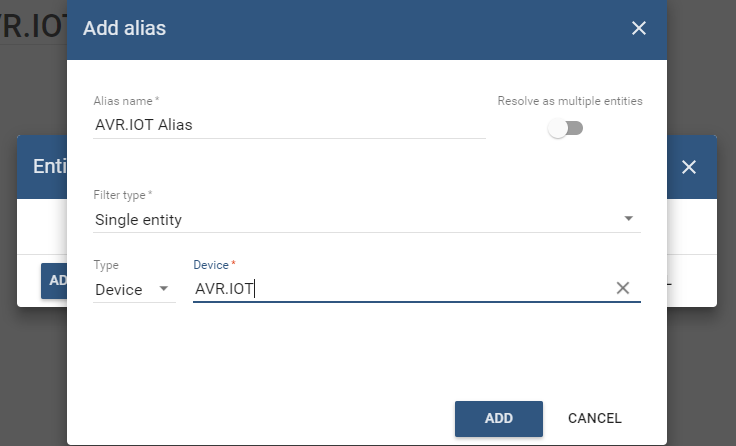 R.IOT
Add alias
Alias name *
AVR.IOT Alias
Resolve as multiple entities
Enti
Filter type *
Single entity
Type
Device
Device *
AVR.IOT
AD
ADD
CANCEL